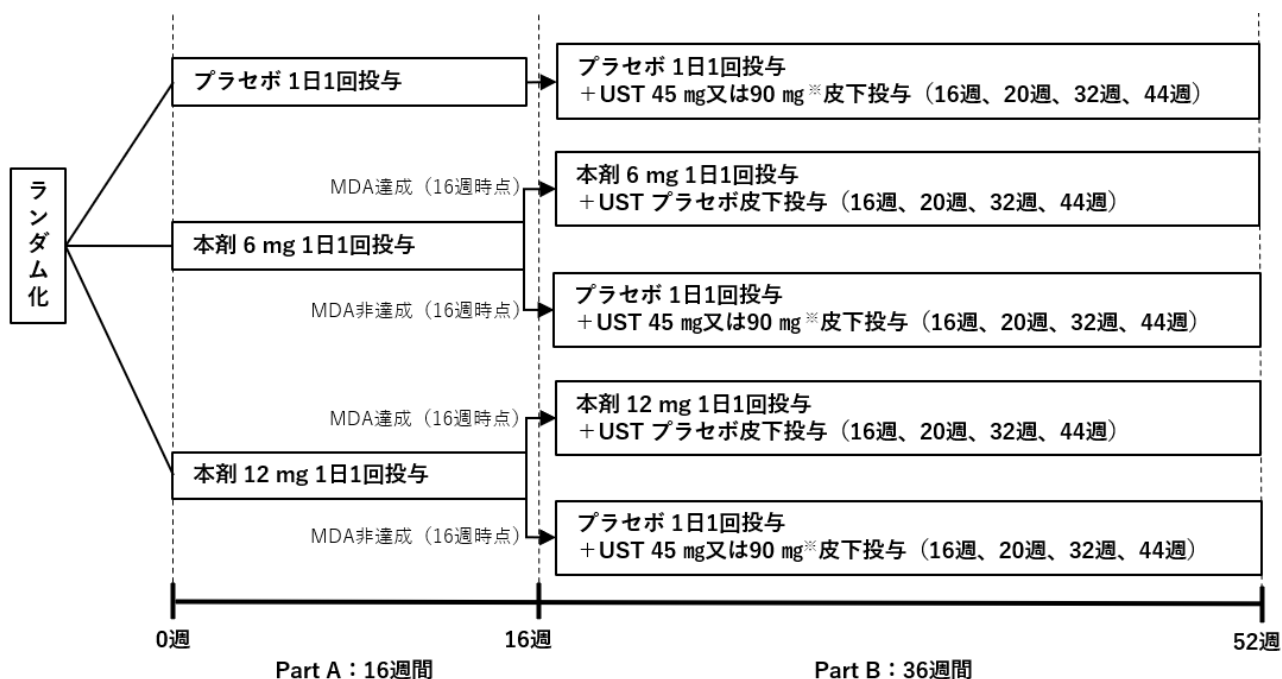 プラセボ 1日1回投与
プラセボ 1日1回投与
＋UST 45 ㎎又は90 ㎎※皮下投与（16週、20週、32週、44週）
ランダム化
MDA達成（16週時点）
本剤 6 mg 1日1回投与
＋UST プラセボ皮下投与（16週、20週、32週、44週）
本剤 6 mg 1日1回投与
MDA非達成（16週時点）
プラセボ 1日1回投与
＋UST 45 ㎎又は90 ㎎※皮下投与（16週、20週、32週、44週）
MDA達成（16週時点）
本剤 12 mg 1日1回投与
＋UST プラセボ皮下投与（16週、20週、32週、44週）
本剤 12 mg 1日1回投与
MDA非達成（16週時点）
プラセボ 1日1回投与
＋UST 45 ㎎又は90 ㎎※皮下投与（16週、20週、32週、44週）
0週
16週
52週
Part A：16週間
Part B：36週間